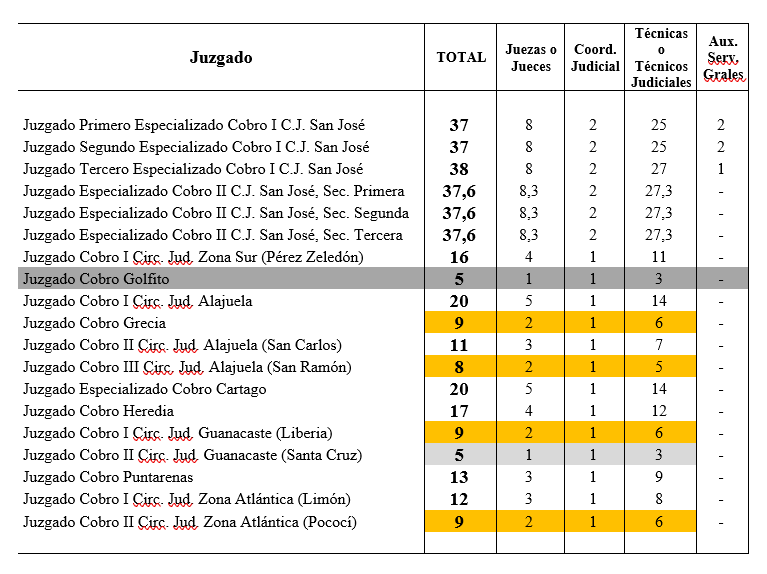 Juzgado TOTAL Juezas o Jueces Coord. Judicial Técnicas o Técnicos Judiciales Aux. Serv. Grales
Juzgado Primero Especializado Cobro I C.J. San José 37 8 2 25 2
Juzgado Segundo Especializado Cobro I C.J. San José 37 8 2 25 2
Juzgado Tercero Especializado Cobro I C.J. San José 38 8 2 27 1
Juzgado Especializado Cobro II C.J. San José, Sec. Primera 37,6 8,3 2 27,3 -
Juzgado Especializado Cobro II C.J. San José, Sec. Segunda 37,6 8,3 2 27,3 -
Juzgado Especializado Cobro II C.J. San José, Sec. Tercera 37,6 8,3 2 27,3 -
Juzgado Cobro I Circ. Jud. Zona Sur (Pérez Zeledón) 16 4 1 11 -
Juzgado Cobro Golfito 5 1 1 3 -
Juzgado Cobro I Circ. Jud. Alajuela 20 5 1 14 -
Juzgado Cobro Grecia 9 2 1 6 -
Juzgado Cobro II Circ. Jud. Alajuela (San Carlos) 11 3 1 7 -
Juzgado Cobro III Circ. Jud. Alajuela (San Ramón) 8 2 1 5 -
Juzgado Especializado Cobro Cartago 20 5 1 14 -
Juzgado Cobro Heredia 17 4 1 12 -
Juzgado Cobro I Circ. Jud. Guanacaste (Liberia) 9 2 1 6 -
Juzgado Cobro II Circ. Jud. Guanacaste (Santa Cruz) 5 1 1 3 -
Juzgado Cobro Puntarenas 13 3 1 9 -
Juzgado Cobro I Circ. Jud. Zona Atlántica (Limón) 12 3 1 8 -
Juzgado Cobro II Circ. Jud. Zona Atlántica (Pococí) 9 2 1 6 -